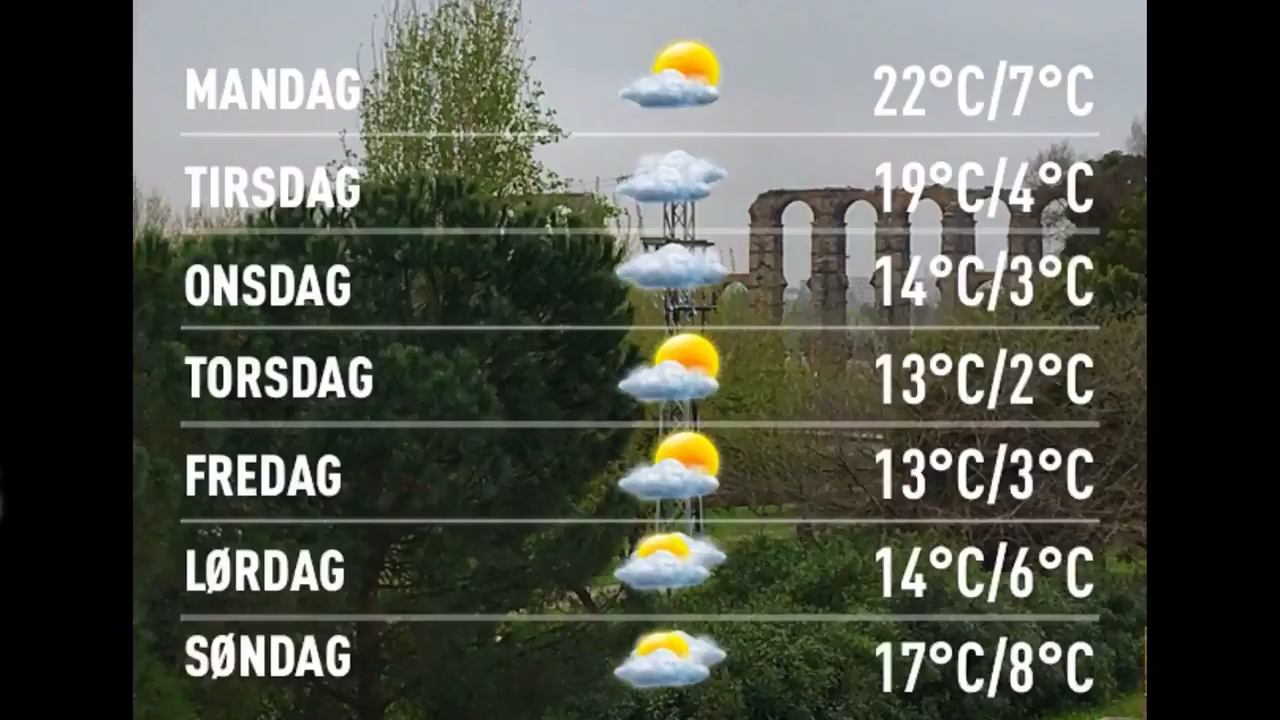 MANDAG 22°C/7°C
TIRSDAG 19°C/4°C
ONSDAG 14°C/3°C
TORSDAG 13°C/2°C
FREDAG 13°C/3°C
LØRDAG 14°C/6°C
SØNDAG 17°C/8°C